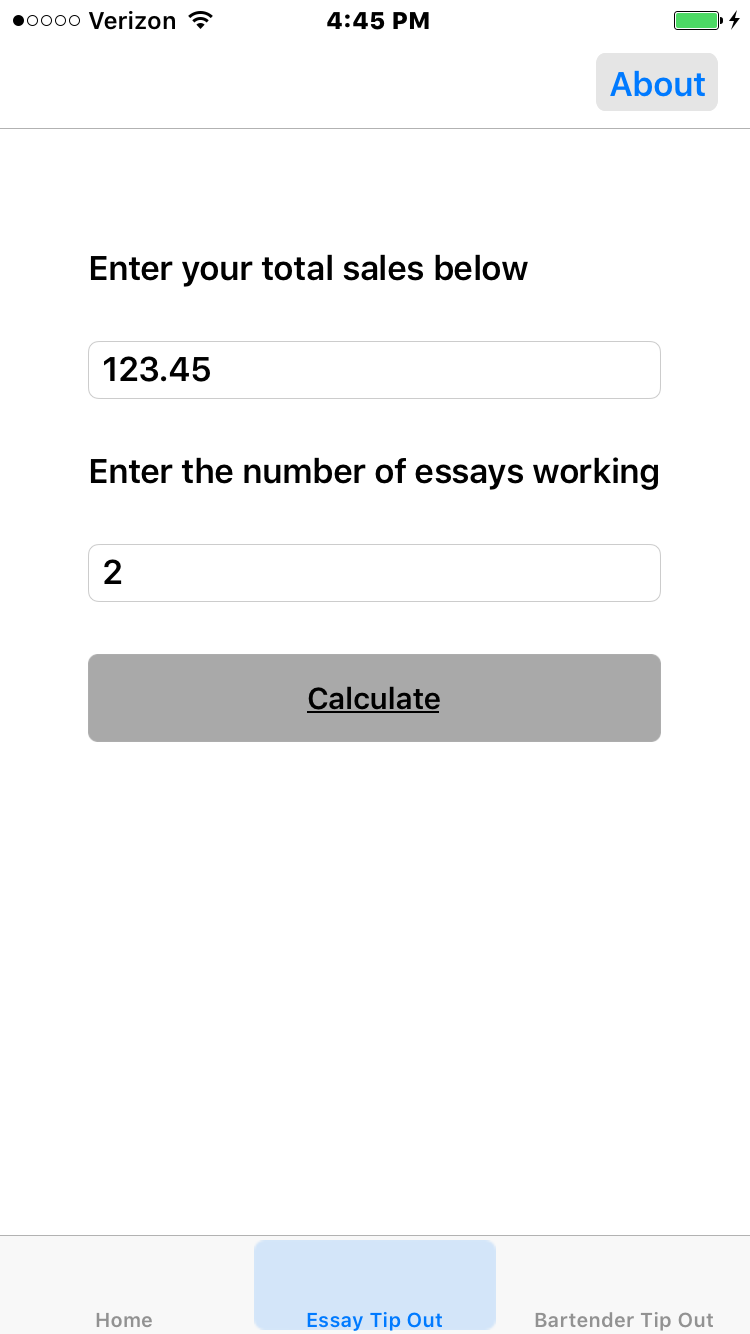 Verizon 4:45 PM
About
Enter your total sales below
123.45
Enter the number of essays working
2
Calculate
Home Essay Tip Out Bartender Tip Out